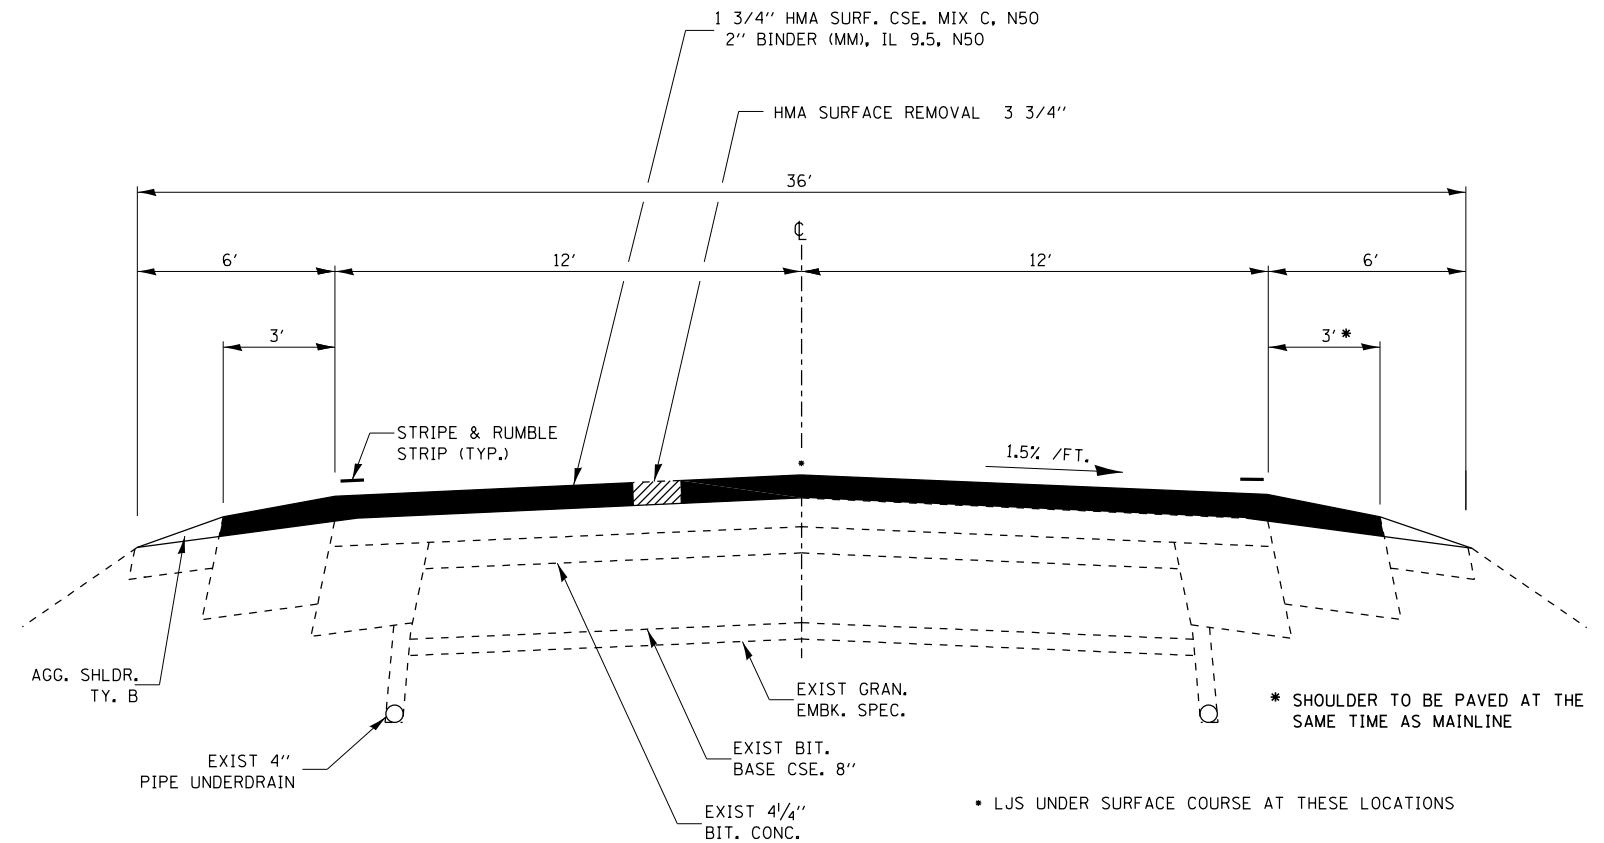 1 3/4" HMA SURF. CSE. MIX C, N50
2" BINDER (MM), IL 9.5, N50
HMA SURFACE REMOVAL 3 3/4"
36'
℄
6'
12'
12'
6'
3'
3' *
STRIPE & RUMBLE
STRIP (TYP.)
*
1.5% /FT.
AGG. SHLDR.
TY. B
EXIST GRAN.
EMBK. SPEC.
* SHOULDER TO BE PAVED AT THE
SAME TIME AS MAINLINE
EXIST 4"
PIPE UNDERDRAIN
EXIST BIT.
BASE CSE. 8"
EXIST 4 1/4"
BIT. CONC.
* LJS UNDER SURFACE COURSE AT THESE LOCATIONS